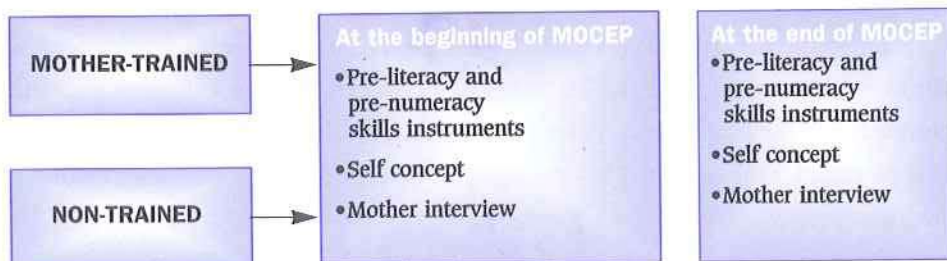 MOTHER-TRAINED
NON-TRAINED
At the beginning of MOCEP
•Pre-literacy and
pre-numeracy
skills instruments
•Self concept
•Mother interview
At the end of MOCEP
•Pre-literacy and
pre-numeracy
skills instruments
•Self concept
•Mother interview